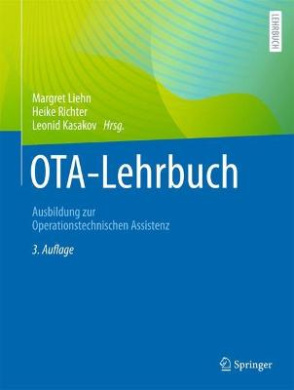 LEHRBUCH
Margret Liehn
Heike Richter
Leonid Kasakov Hrsg.
OTA-Lehrbuch
Ausbildung zur
Operationstechnischen Assistenz
3. Auflage
Springer